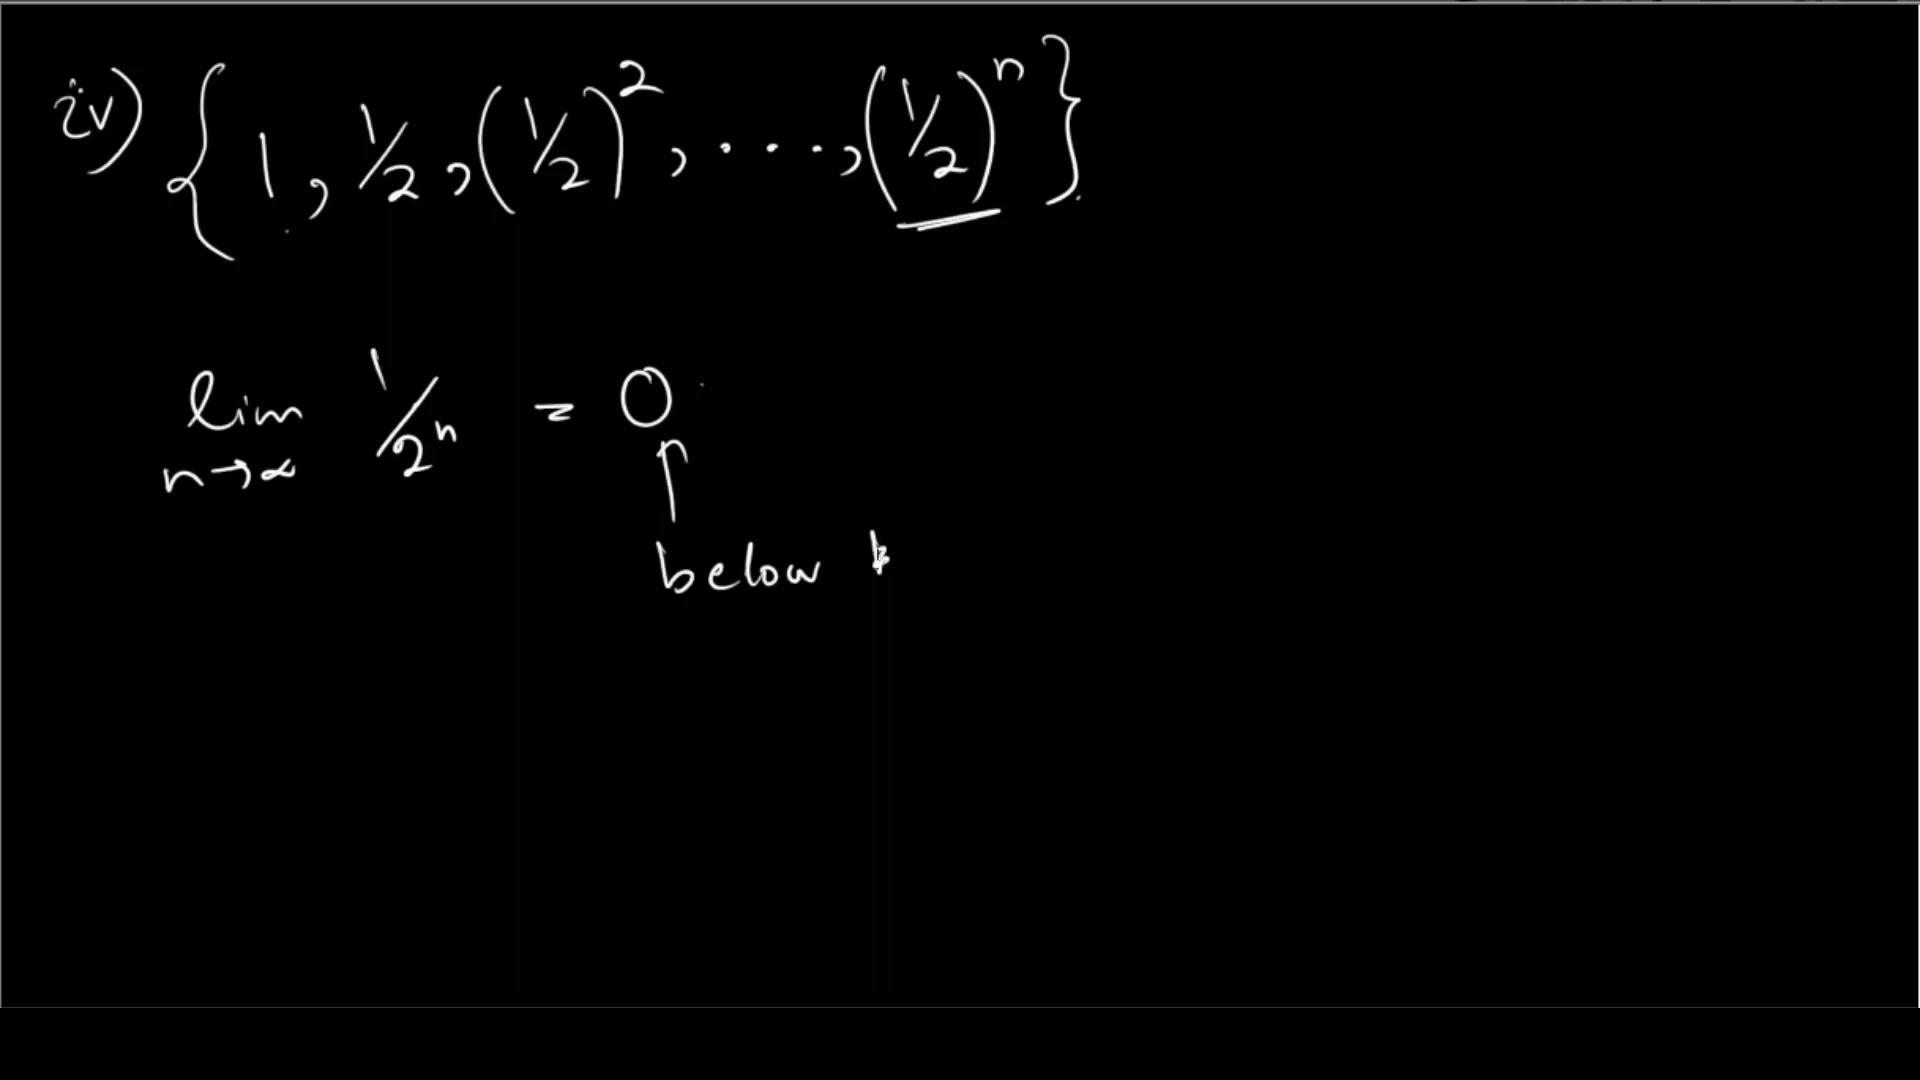 iv) { 1, 1/2, (1/2)^2, ...., (1/2)^n }
lim 1/2^n = 0
n→∞
below